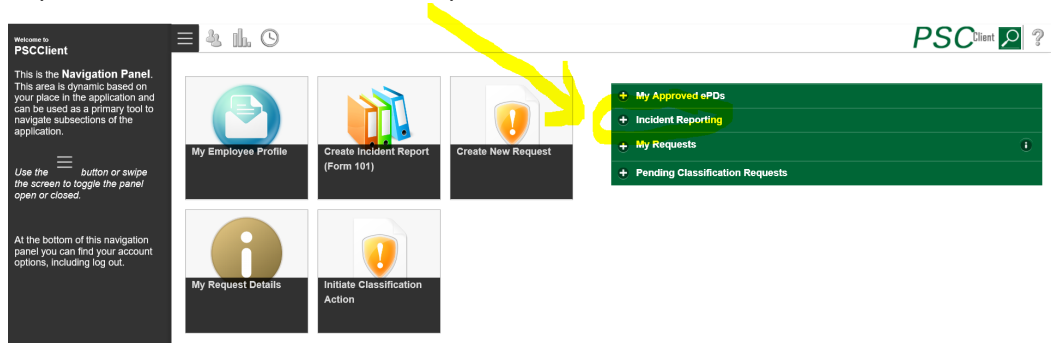 Welcome to
PSCClient
This is the Navigation Panel.
This area is dynamic based on
your place in the application and
can be used as a primary tool to
navigate subsections of the
application.
Use the button or swipe
the screen to toggle the panel
open or closed.
At the bottom of this navigation
panel you can find your account
options, including log out.
PSCClient
?
My Employee Profile
Create Incident Report
(Form 101)
Create New Request
My Request Details
Initiate Classification
Action
My Approved ePDs
Incident Reporting
My Requests
Pending Classification Requests